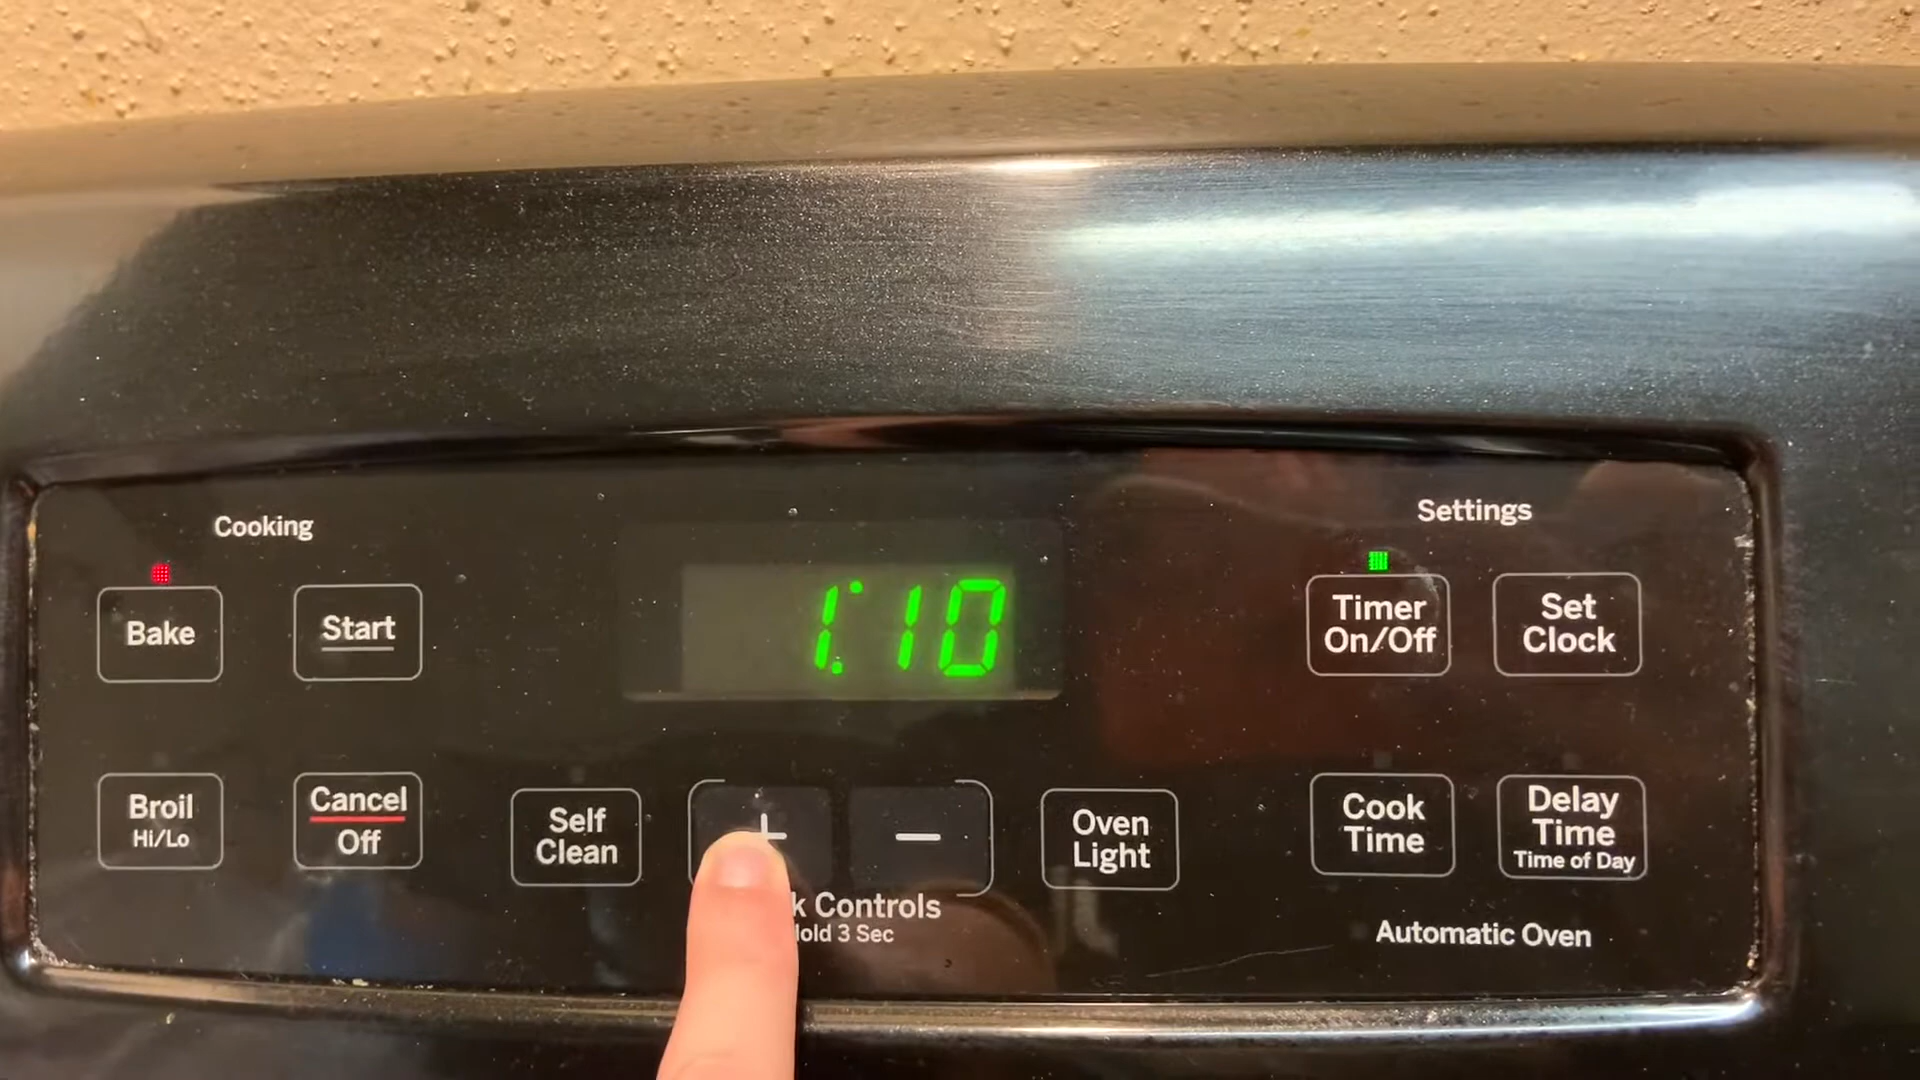 Cooking
Settings
Bake
Start
1:10
Timer
On/Off
Set
Clock
Broil
Hi/Lo
Cancel
Off
Self
Clean
+
−
Oven
Light
Cook
Time
Delay
Time
Time of Day
k Controls
Hold 3 Sec
Automatic Oven